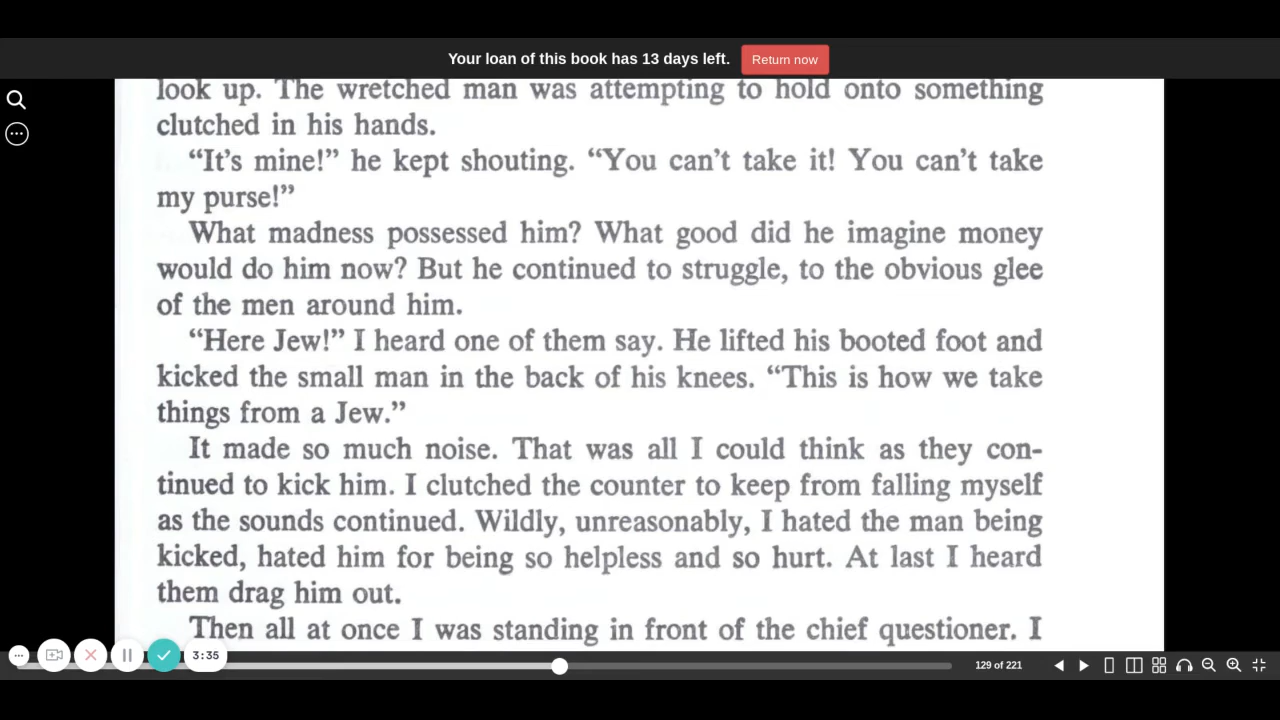 Your loan of this book has 13 days left. Return now
look up. The wretched man was attempting to hold onto something
clutched in his hands.
“It’s mine!” he kept shouting. “You can’t take it! You can’t take
my purse!”
What madness possessed him? What good did he imagine money
would do him now? But he continued to struggle, to the obvious glee
of the men around him.
“Here Jew!” I heard one of them say. He lifted his booted foot and
kicked the small man in the back of his knees. “This is how we take
things from a Jew.”
It made so much noise. That was all I could think as they con-
tinued to kick him. I clutched the counter to keep from falling myself
as the sounds continued. Wildly, unreasonably, I hated the man being
kicked, hated him for being so helpless and so hurt. At last I heard
them drag him out.
Then all at once I was standing in front of the chief questioner. I
3:35
129 of 221